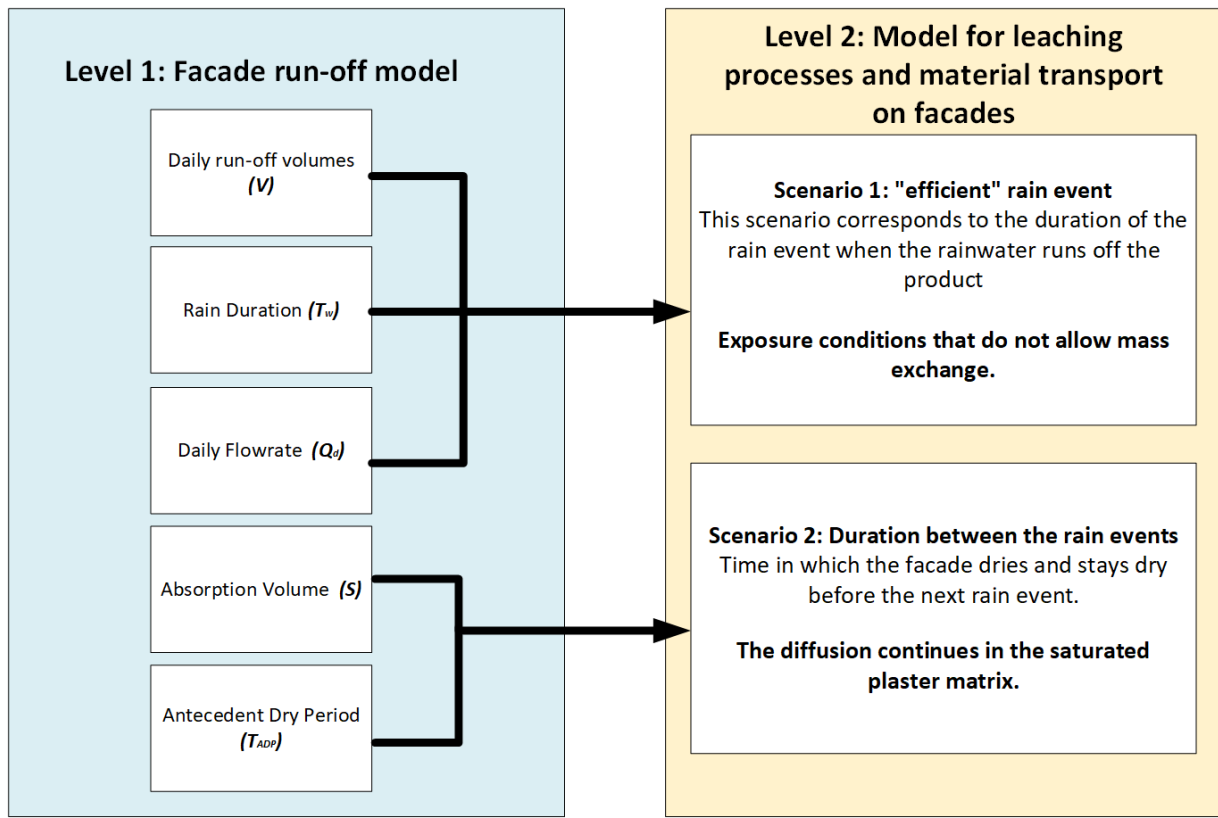 Level 1: Facade run-off model
Daily run-off volumes
(V)
Rain Duration (Tw)
Daily Flowrate (Qd)
Absorption Volume (S)
Antecedent Dry Period
(TADP)
Level 2: Model for leaching
processes and material transport
on facades
Scenario 1: "efficient" rain event
This scenario corresponds to the duration of the
rain event when the rainwater runs off the
product
Exposure conditions that do not allow mass
exchange.
Scenario 2: Duration between the rain events
Time in which the facade dries and stays dry
before the next rain event.
The diffusion continues in the saturated
plaster matrix.